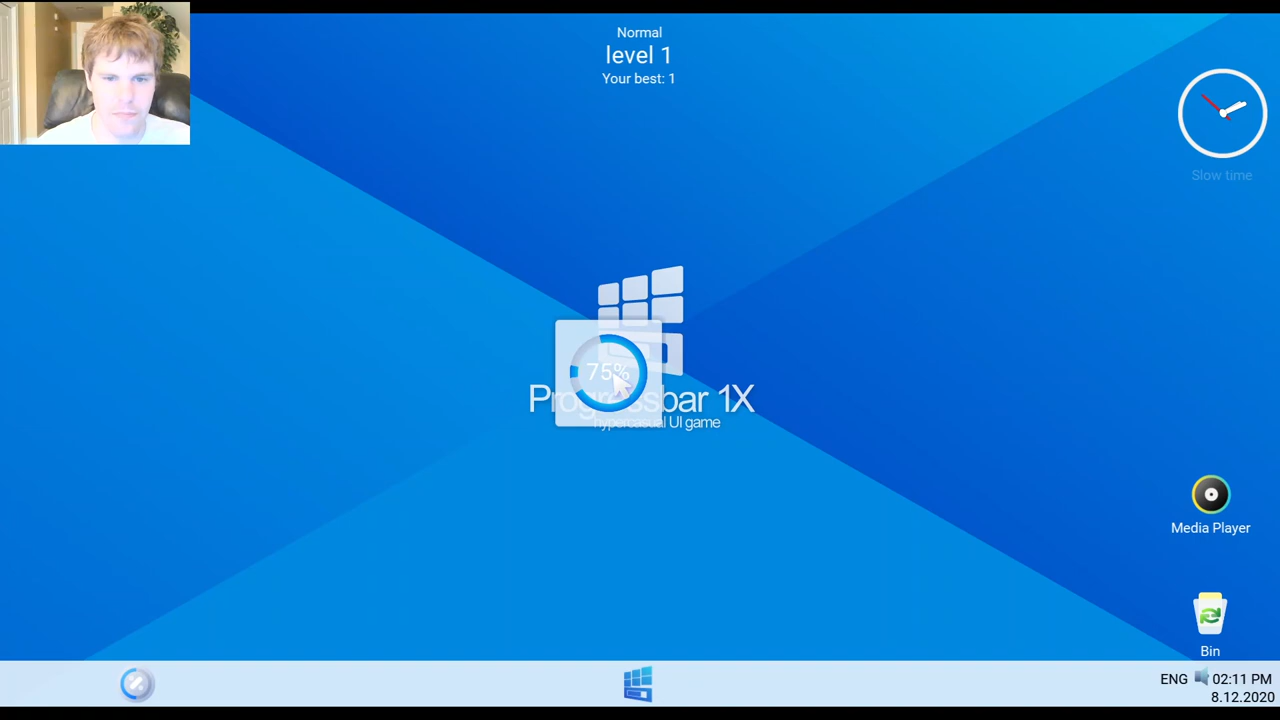 Normal
level 1
Your best: 1
Slow time
75%
Progressbar 1X
hypercasual UI game
Media Player
Bin
ENG 02:11 PM
8.12.2020